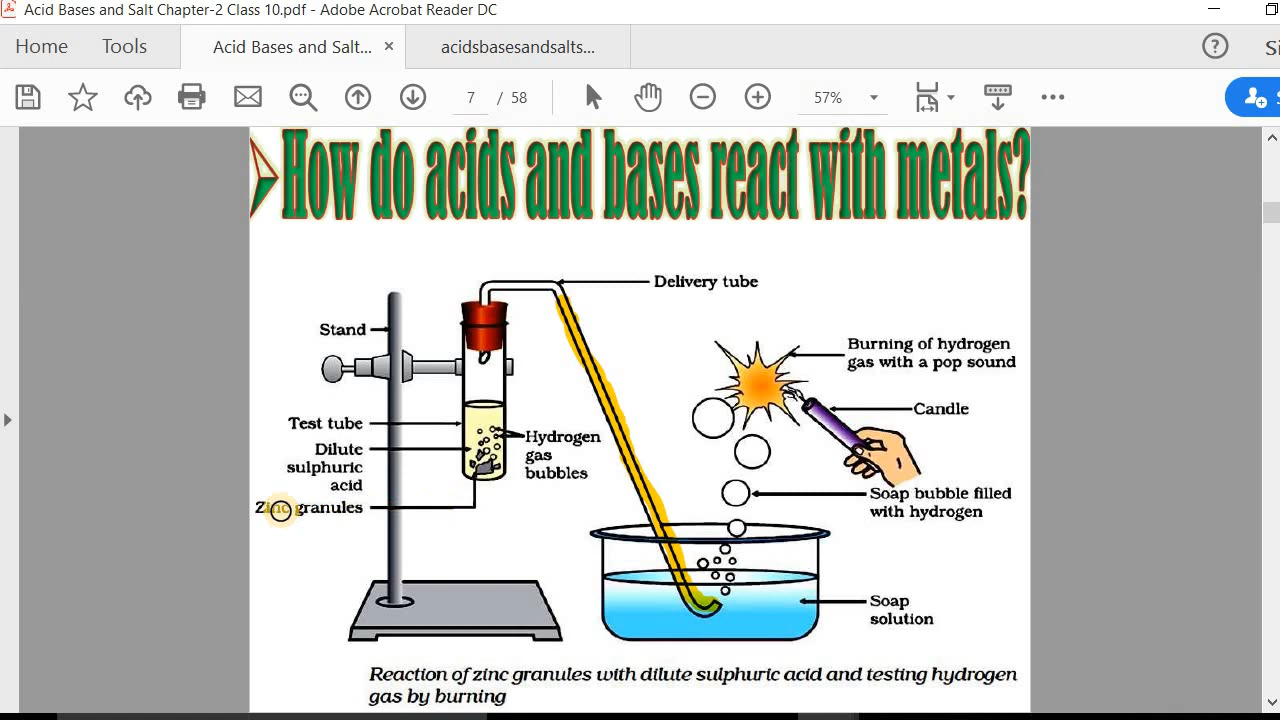 Acid Bases and Salt Chapter-2 Class 10.pdf - Adobe Acrobat Reader DC
Home
Tools
Acid Bases and Salt...
acidsbasesandsalts...
7 / 58
57%
How do acids and bases react with metals?
Delivery tube
Stand
Burning of hydrogen
gas with a pop sound
Candle
Test tube
Dilute
sulphuric
acid
Hydrogen
gas
bubbles
Zinc granules
Soap bubble filled
with hydrogen
Soap
solution
Reaction of zinc granules with dilute sulphuric acid and testing hydrogen
gas by burning